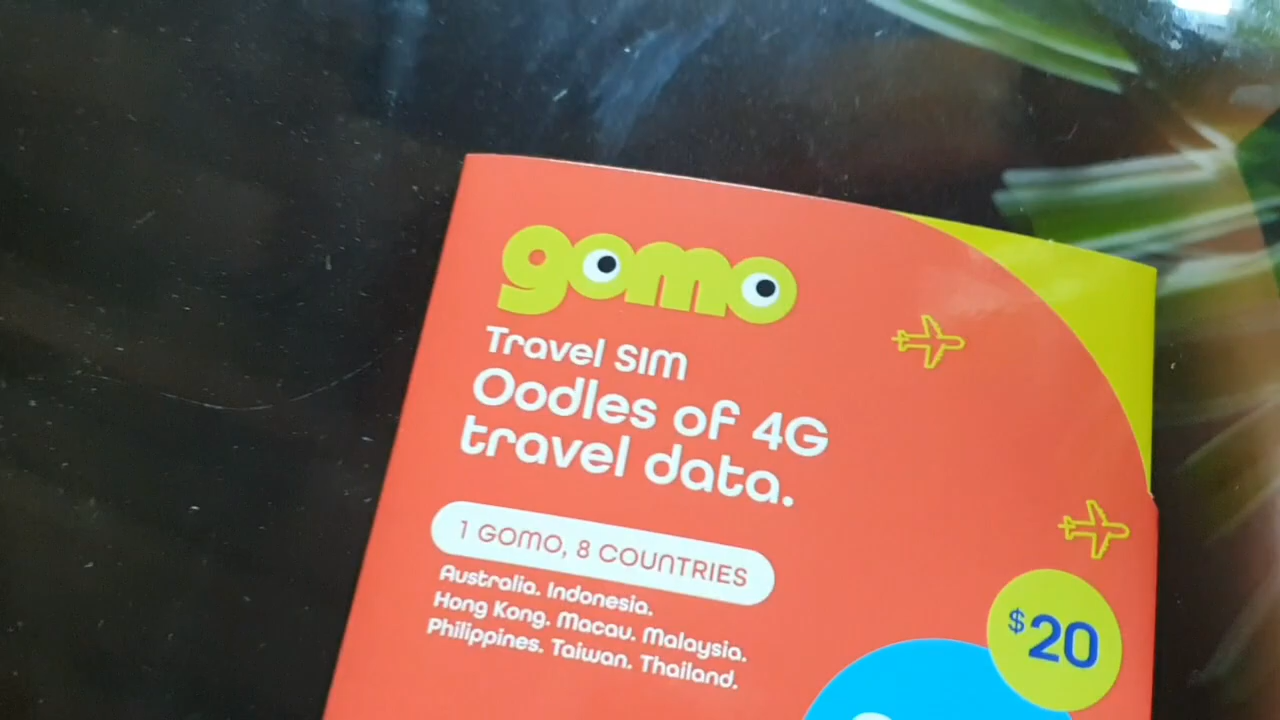 gomo
Travel SIM
Oodles of 4G
travel data.
1 GOMO, 8 COUNTRIES
Australia. Indonesia.
Hong Kong. Macau. Malaysia.
Philippines. Taiwan. Thailand.
$20